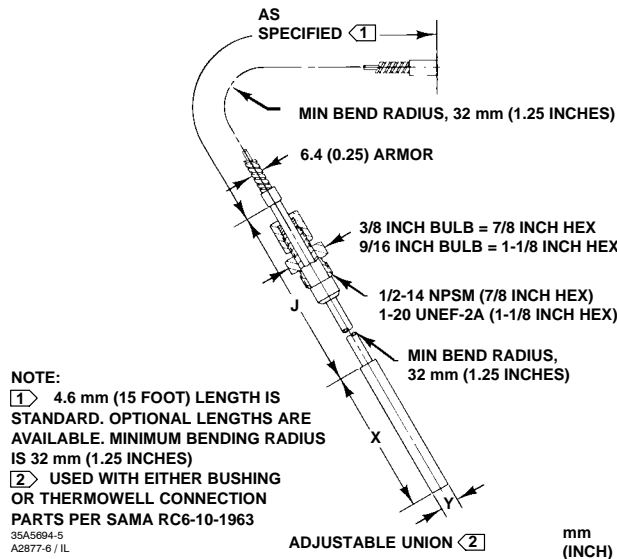 AS
SPECIFIED 1
MIN BEND RADIUS, 32 mm (1.25 INCHES)
6.4 (0.25) ARMOR
3/8 INCH BULB = 7/8 INCH HEX
9/16 INCH BULB = 1-1/8 INCH HEX
J
1/2-14 NPSM (7/8 INCH HEX)
1-20 UNEF-2A (1-1/8 INCH HEX)
MIN BEND RADIUS,
32 mm (1.25 INCHES)
NOTE:
1 4.6 mm (15 FOOT) LENGTH IS
STANDARD. OPTIONAL LENGTHS ARE
AVAILABLE. MINIMUM BENDING RADIUS
IS 32 mm (1.25 INCHES)
2 USED WITH EITHER BUSHING
OR THERMOWELL CONNECTION
PARTS PER SAMA RC6-10-1963
35A5694-5
A2877-6 / IL
X
Y
ADJUSTABLE UNION 2
mm
(INCH)